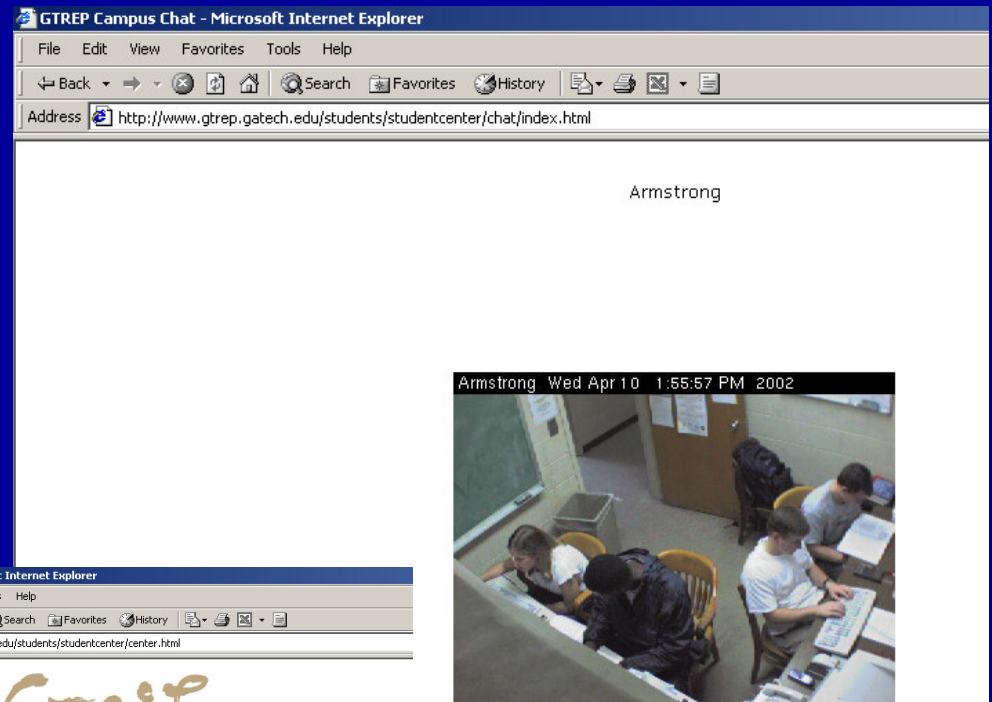 GTREP Campus Chat - Microsoft Internet Explorer
File Edit View Favorites Tools Help
Back Search Favorites History
Address http://www.gtrep.gatech.edu/students/studentcenter/chat/index.html
Armstrong
Armstrong Wed Apr 10 1:55:57 PM 2002
Internet Explorer
Help
Search Favorites History
edu/students/studentcenter/center.html